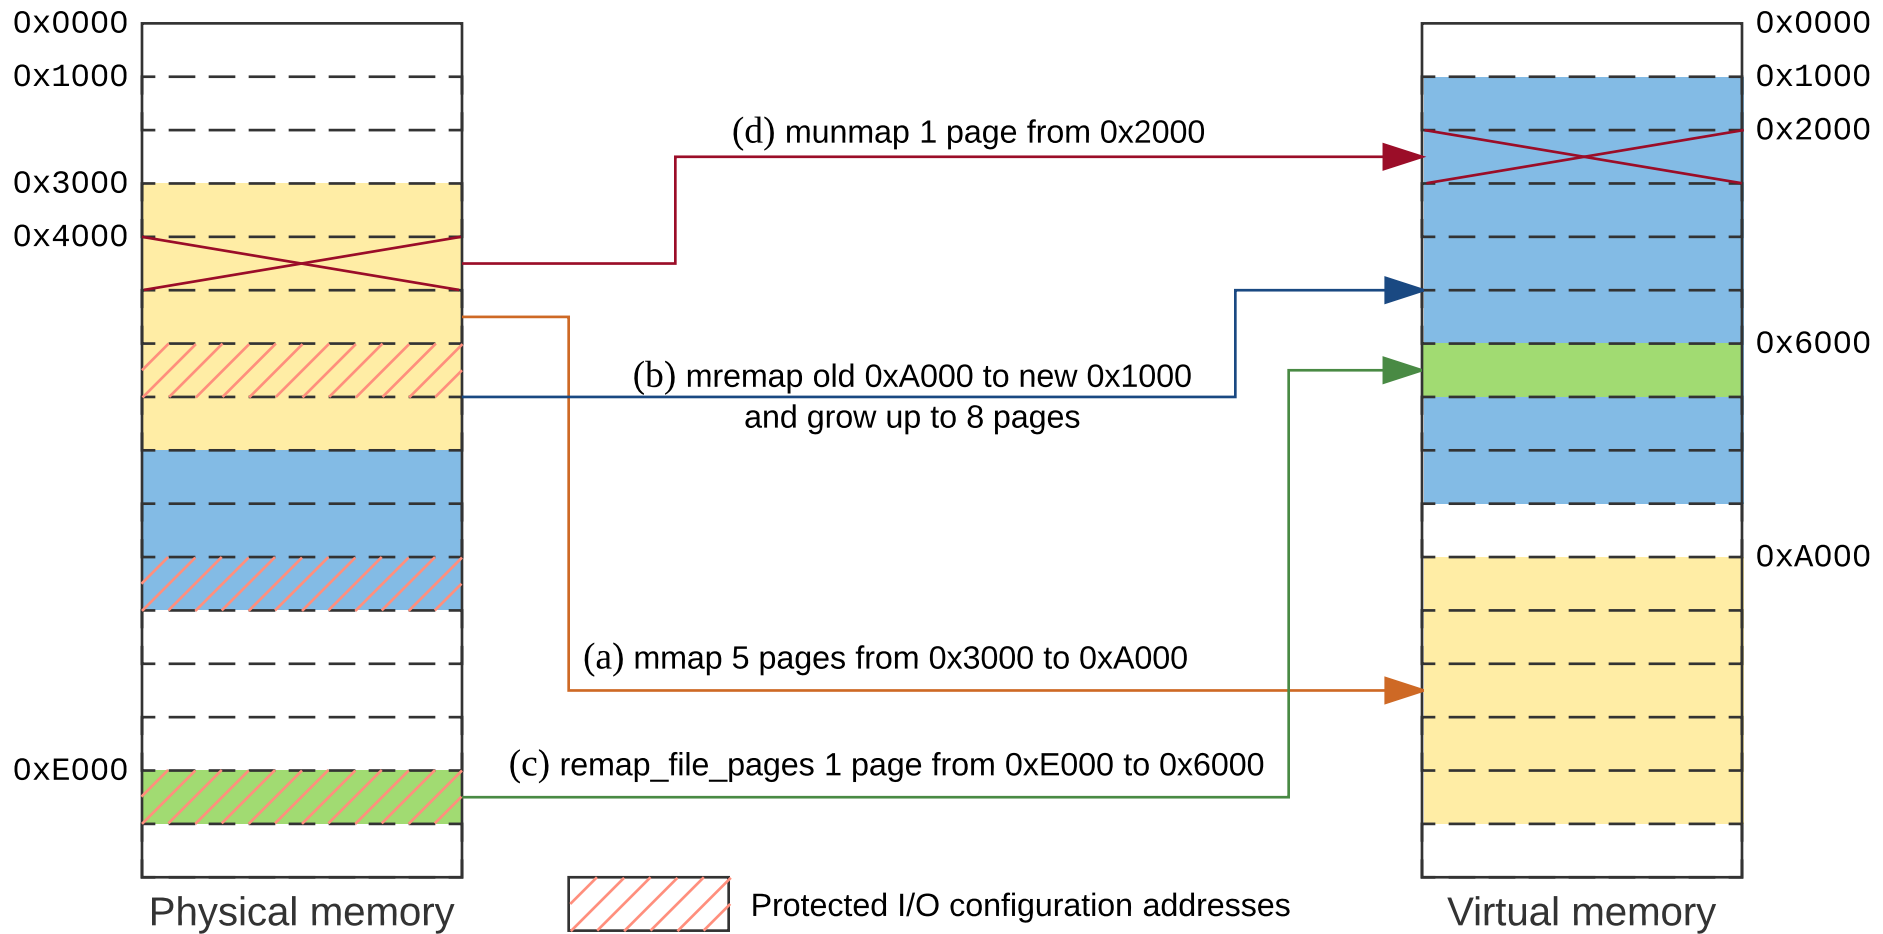 0x0000
0x1000
0x3000
0x4000
0xE000
Physical memory
(d) munmap 1 page from 0x2000
(b) mremap old 0xA000 to new 0x1000
and grow up to 8 pages
(a) mmap 5 pages from 0x3000 to 0xA000
(c) remap_file_pages 1 page from 0xE000 to 0x6000
Protected I/O configuration addresses
0x0000
0x1000
0x2000
0x6000
0xA000
Virtual memory